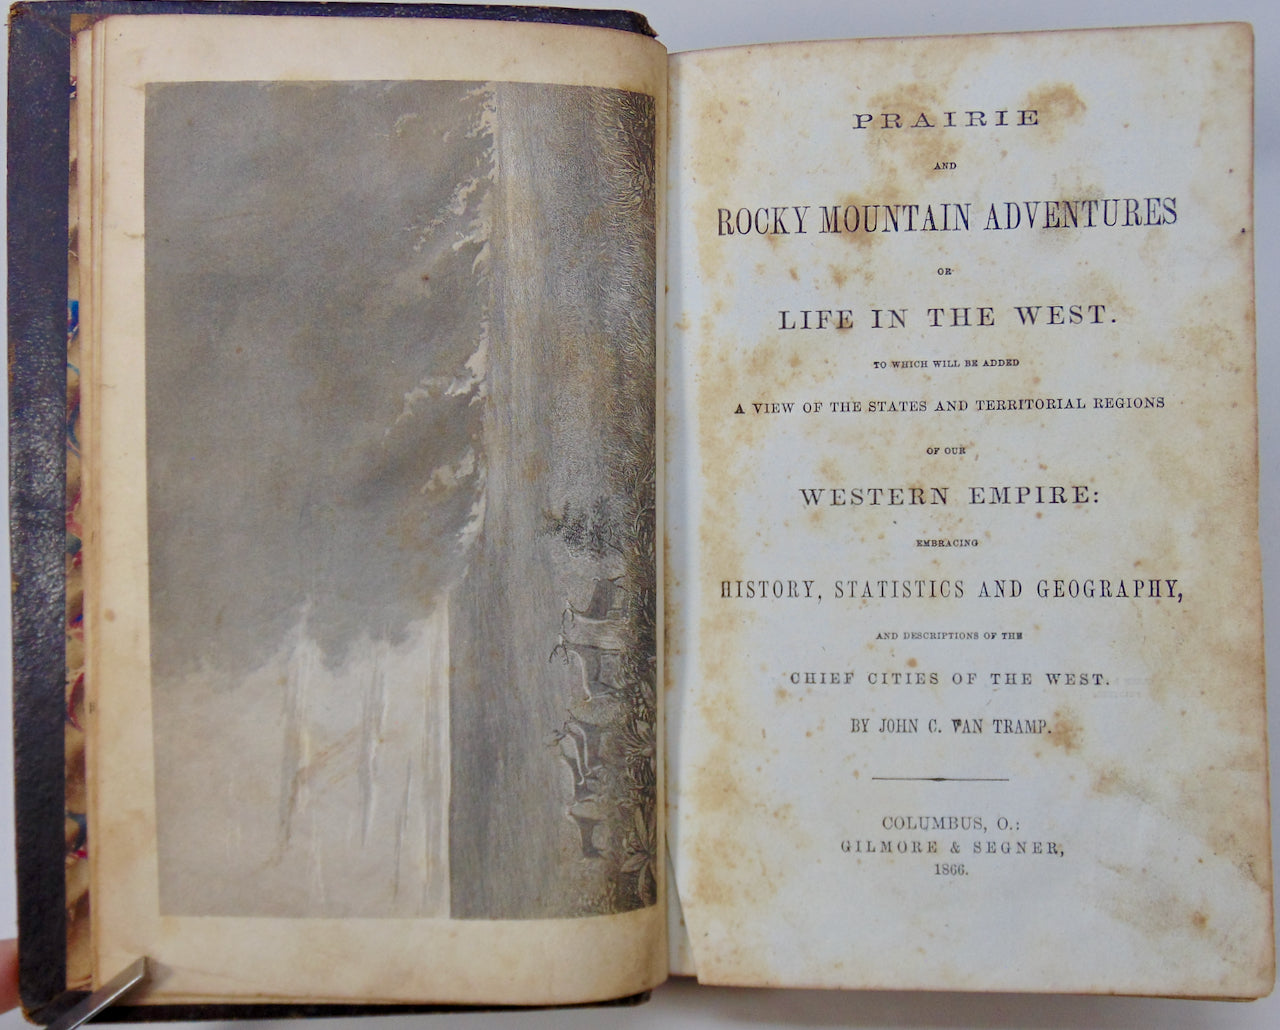 PRAIRIE
AND
ROCKY MOUNTAIN ADVENTURES
OR
LIFE IN THE WEST.
TO WHICH WILL BE ADDED
A VIEW OF THE STATES AND TERRITORIAL REGIONS
OF OUR
WESTERN EMPIRE:
EMBRACING
HISTORY, STATISTICS AND GEOGRAPHY,
AND DESCRIPTIONS OF THE
CHIEF CITIES OF THE WEST.
BY JOHN C. VAN TRAMP.
COLUMBUS, O.:
GILMORE & SEGNER,
1866.